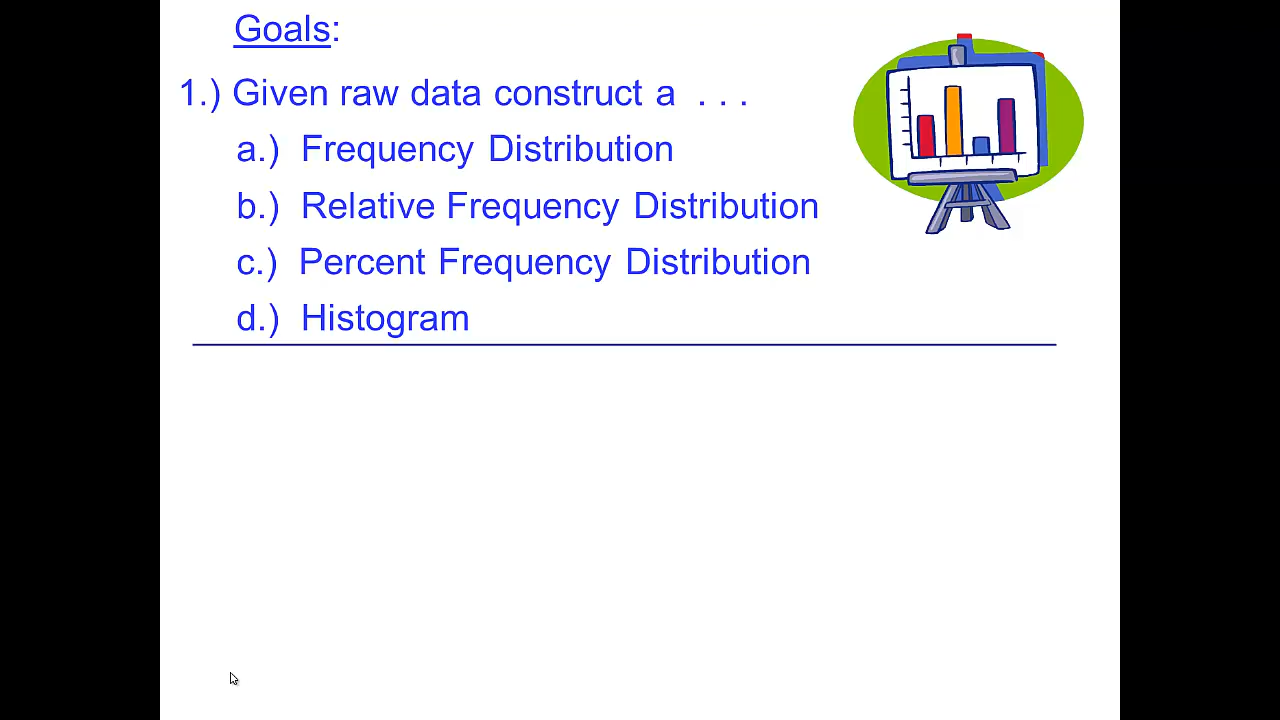 Goals:
1.) Given raw data construct a . . .
a.) Frequency Distribution
b.) Relative Frequency Distribution
c.) Percent Frequency Distribution
d.) Histogram